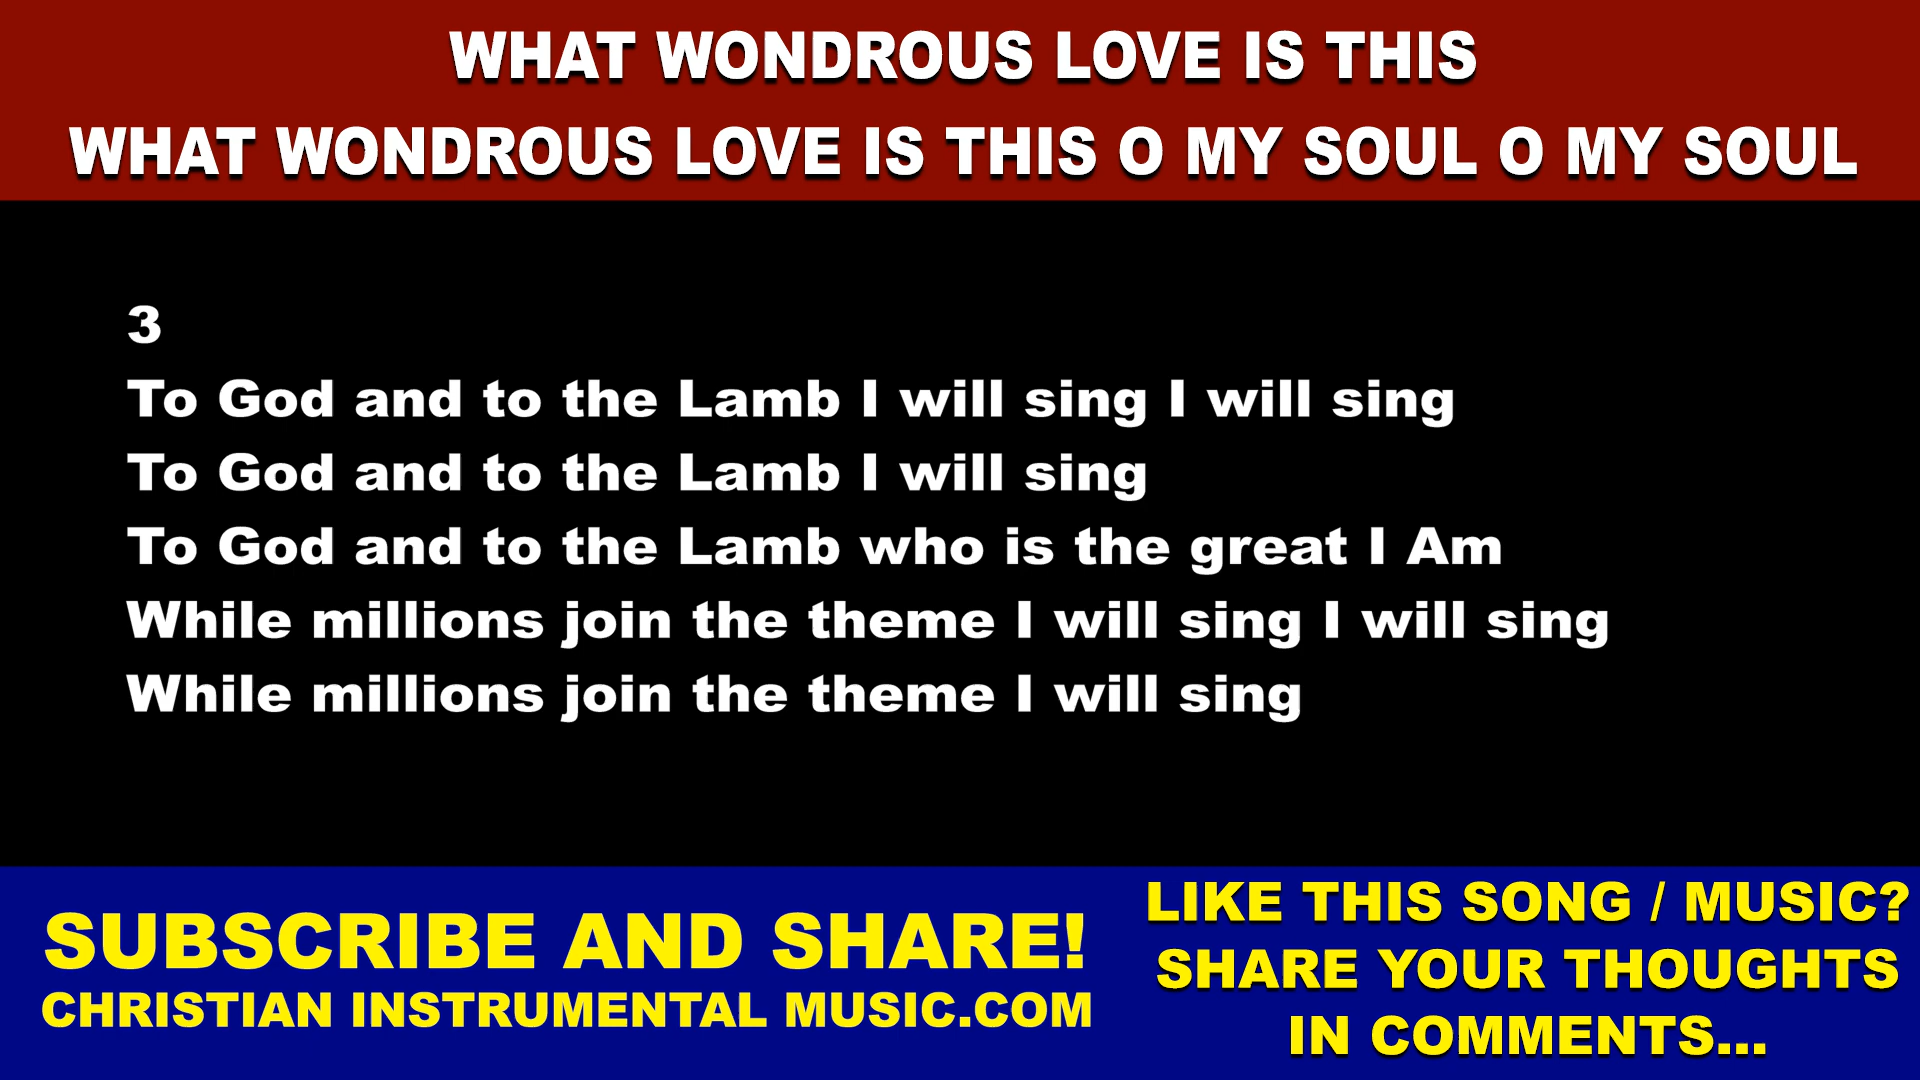 WHAT WONDROUS LOVE IS THIS
WHAT WONDROUS LOVE IS THIS O MY SOUL O MY SOUL
3
To God and to the Lamb I will sing I will sing
To God and to the Lamb I will sing
To God and to the Lamb who is the great I Am
While millions join the theme I will sing I will sing
While millions join the theme I will sing
SUBSCRIBE AND SHARE!
CHRISTIAN INSTRUMENTAL MUSIC.COM
LIKE THIS SONG / MUSIC?
SHARE YOUR THOUGHTS
IN COMMENTS...